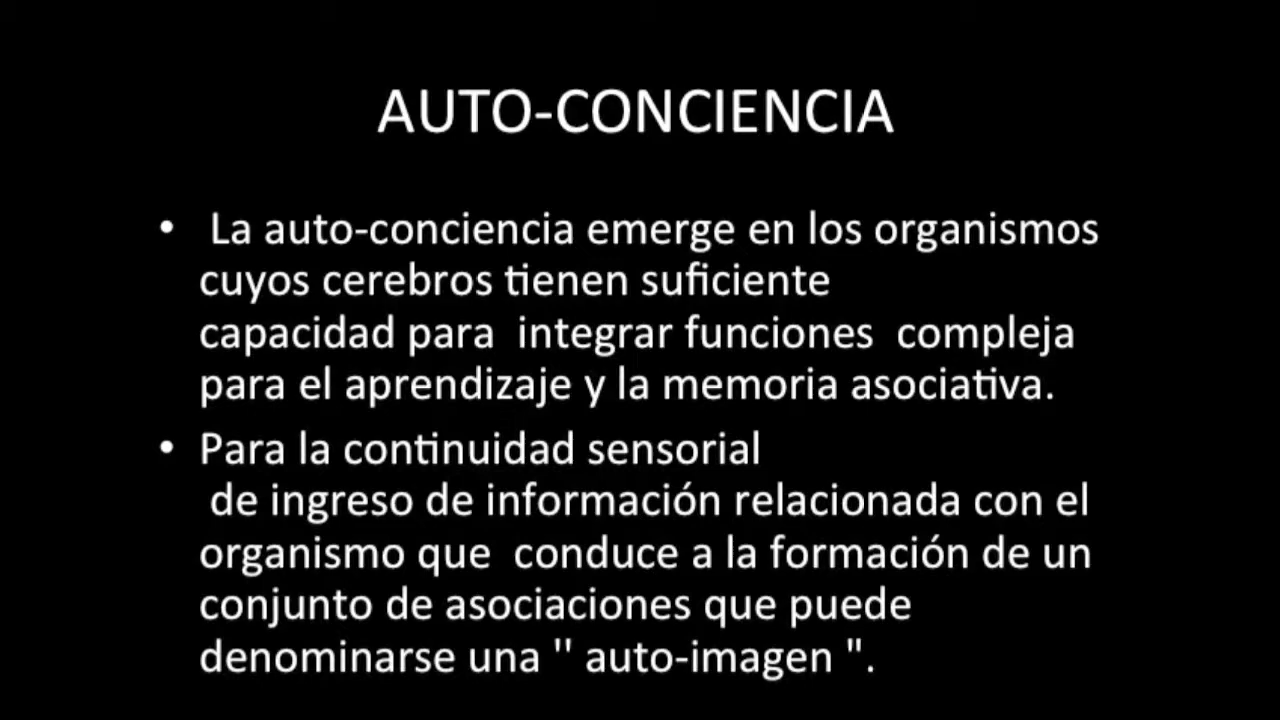 AUTO-CONCIENCIA
• La auto-conciencia emerge en los organismos
cuyos cerebros tienen suficiente
capacidad para integrar funciones compleja
para el aprendizaje y la memoria asociativa.
• Para la continuidad sensorial
de ingreso de información relacionada con el
organismo que conduce a la formación de un
conjunto de asociaciones que puede
denominarse una " auto-imagen ".